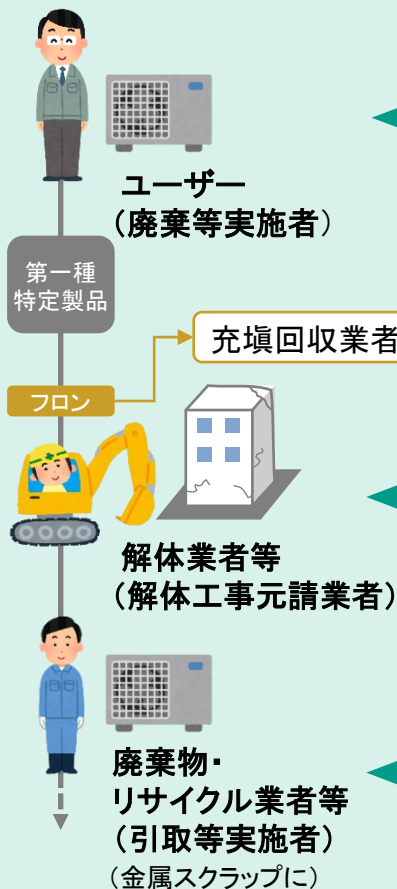 ユーザー
（廃棄等実施者）
第一種
特定製品
充塡回収業者
フロン
解体業者等
（解体工事元請業者）
廃棄物・
リサイクル業者等
（引取等実施者）
（金属スクラップに）